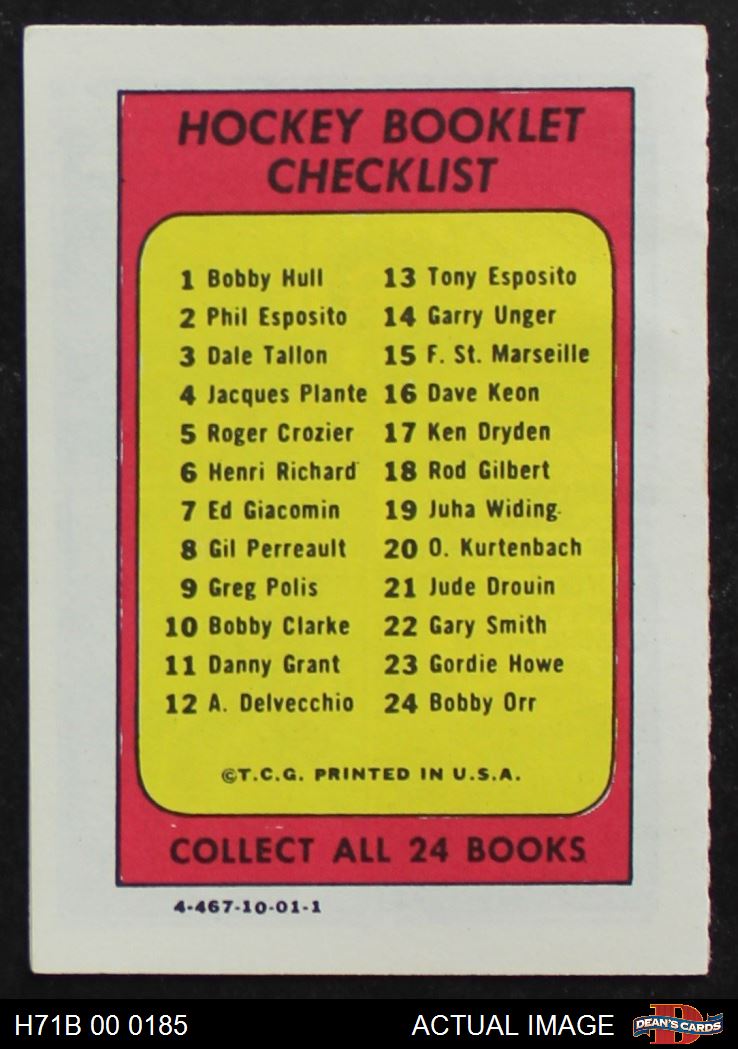 HOCKEY BOOKLET
CHECKLIST
1 Bobby Hull
2 Phil Esposito
3 Dale Tallon
4 Jacques Plante
5 Roger Crozier
6 Henri Richard
7 Ed Giacomin
8 Gil Perreault
9 Greg Polis
10 Bobby Clarke
11 Danny Grant
12 A. Delvecchio
13 Tony Esposito
14 Garry Unger
15 F. St. Marseille
16 Dave Keon
17 Ken Dryden
18 Rod Gilbert
19 Juha Widing
20 O. Kurtenbach
21 Jude Drouin
22 Gary Smith
23 Gordie Howe
24 Bobby Orr
©T.C.G. PRINTED IN U.S.A.
COLLECT ALL 24 BOOKS
4-467-10-01-1
H71B 00 0185 ACTUAL IMAGE DEAN'S CARDS